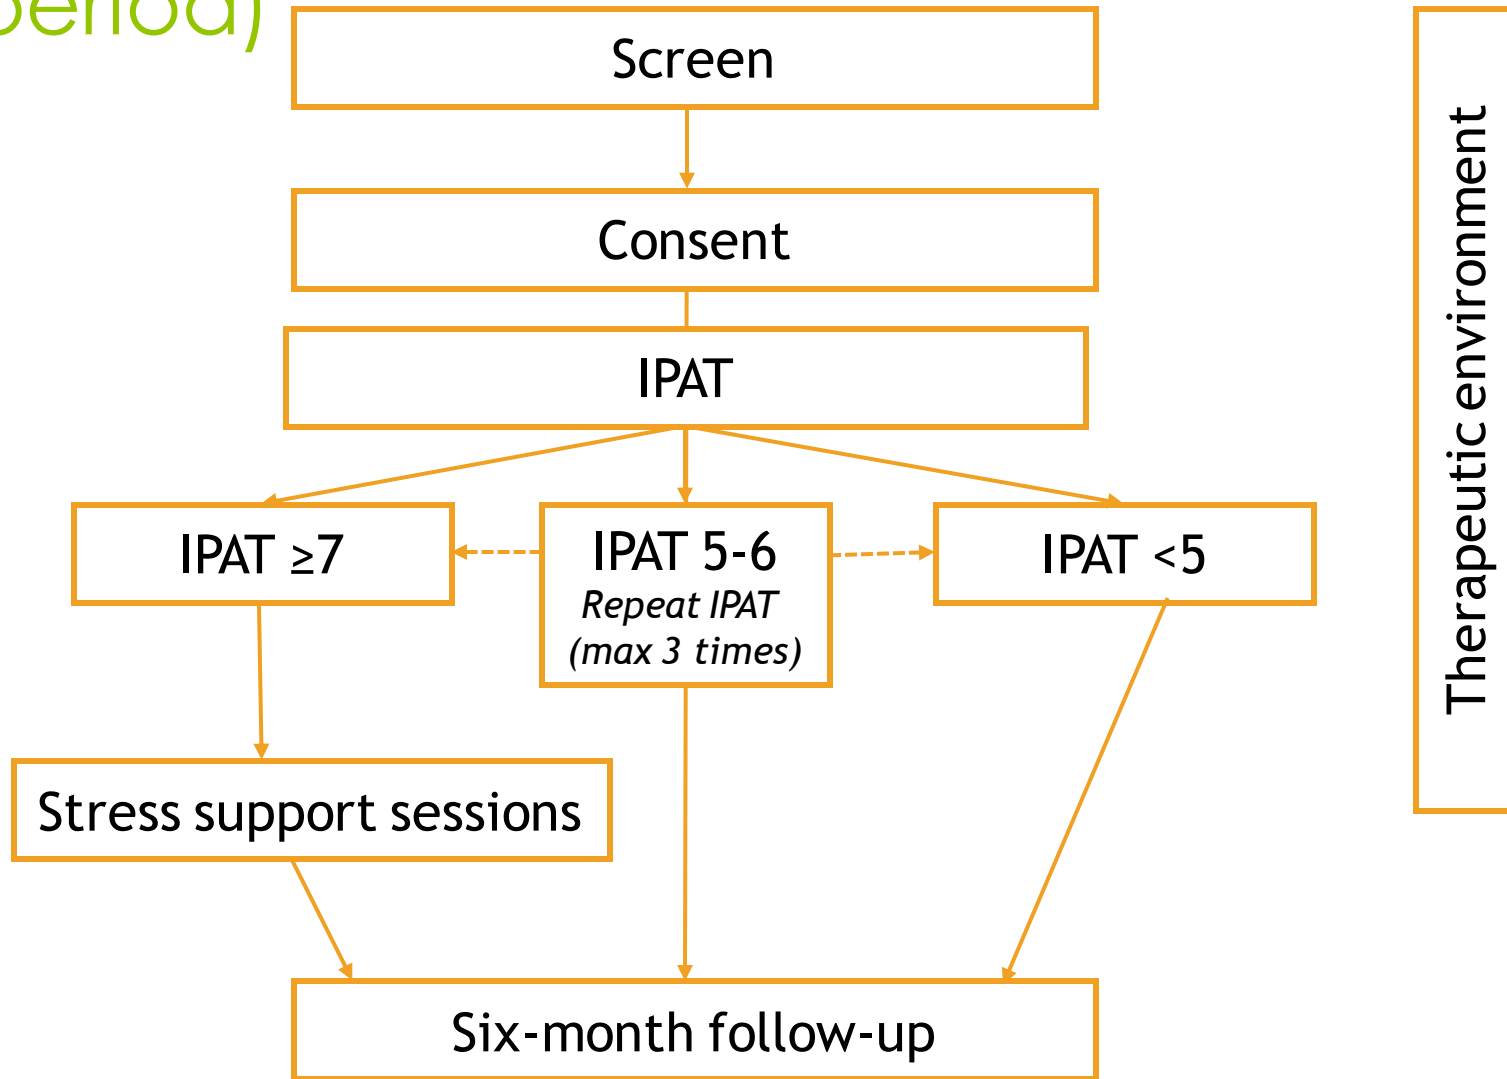 period)
Screen
Consent
IPAT
IPAT ≥7
IPAT 5-6
Repeat IPAT
(max 3 times)
IPAT <5
Stress support sessions
Six-month follow-up
Therapeutic environment